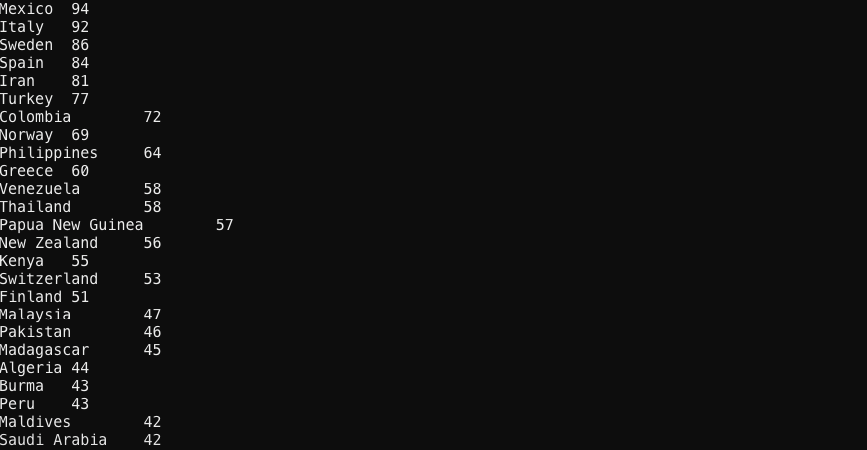 Mexico	94
Italy	92
Sweden	86
Spain	84
Iran	81
Turkey	77
Colombia	72
Norway	69
Philippines	64
Greece	60
Venezuela	58
Thailand	58
Papua New Guinea	57
New Zealand	56
Kenya	55
Switzerland	53
Finland	51
Malaysia	47
Pakistan	46
Madagascar	45
Algeria	44
Burma	43
Peru	43
Maldives	42
Saudi Arabia	42